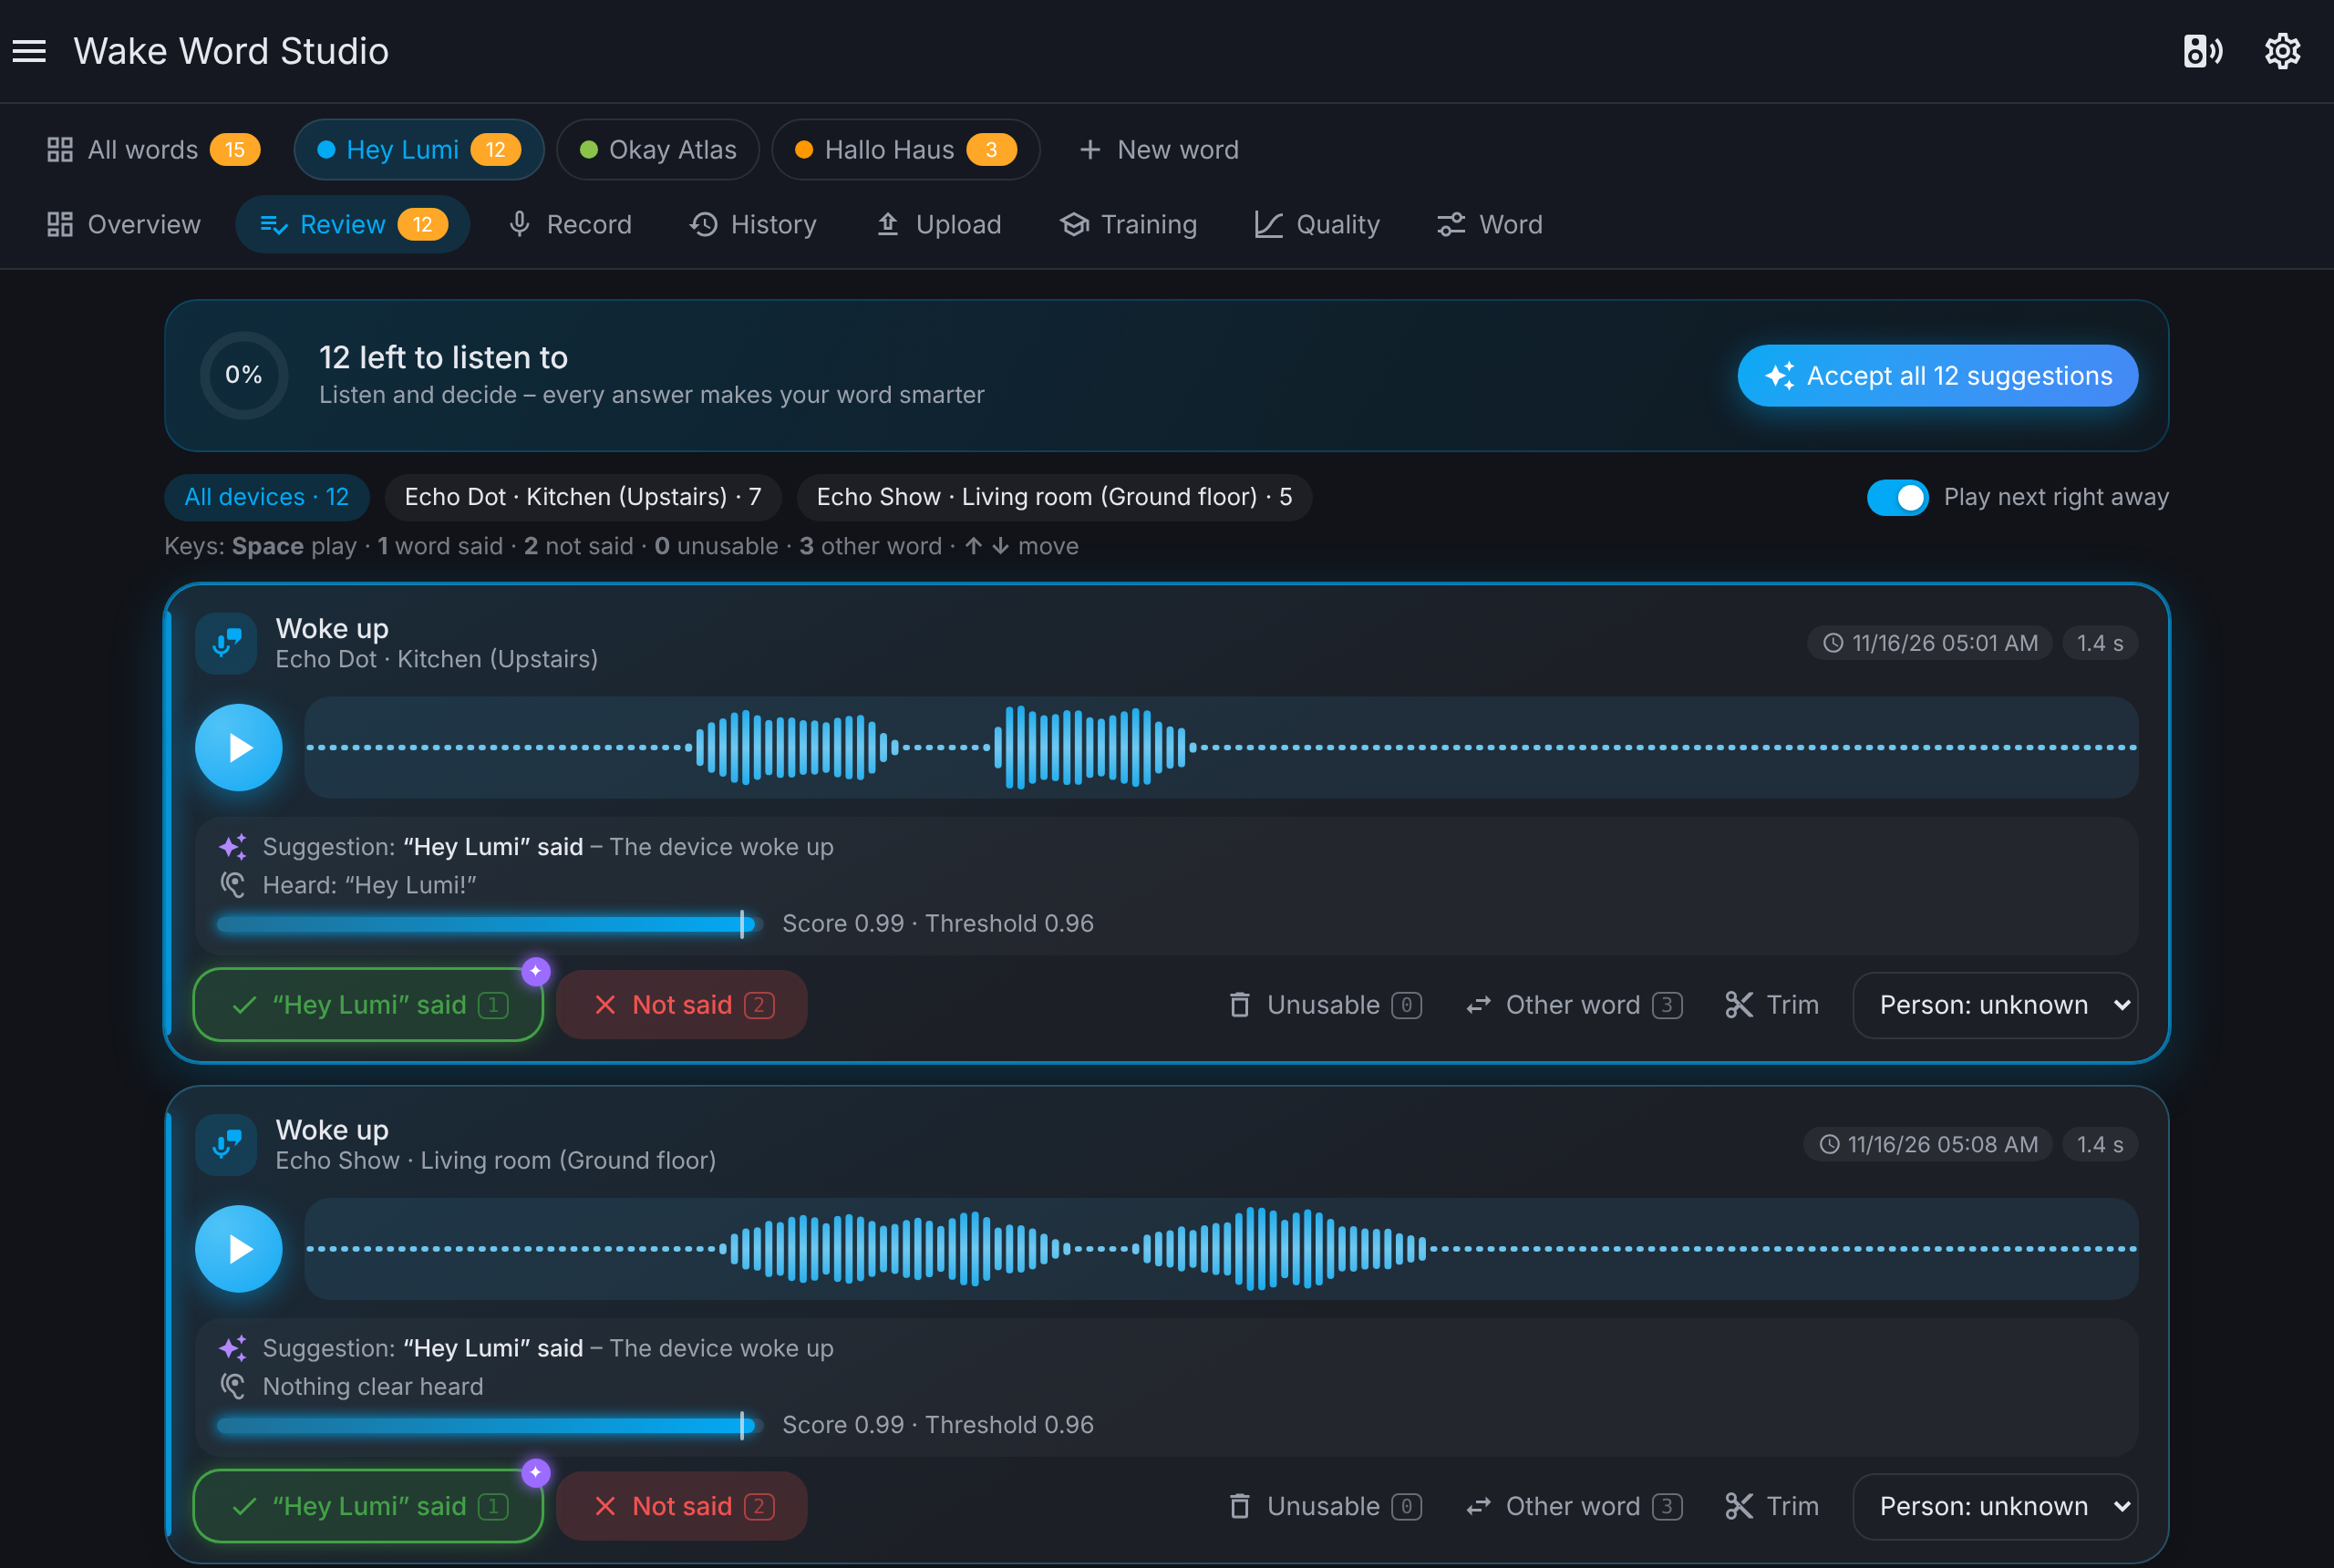 Wake Word Studio
All words 15 Hey Lumi 12 Okay Atlas Hallo Haus 3 + New word
Overview Review 12 Record History Upload Training Quality Word
0% 12 left to listen to
Listen and decide – every answer makes your word smarter
Accept all 12 suggestions
All devices · 12 Echo Dot · Kitchen (Upstairs) · 7 Echo Show · Living room (Ground floor) · 5 Play next right away
Keys: Space play · 1 word said · 2 not said · 0 unusable · 3 other word · ↑ ↓ move
Woke up
Echo Dot · Kitchen (Upstairs)
11/16/26 05:01 AM 1.4 s
Suggestion: “Hey Lumi” said – The device woke up
Heard: “Hey Lumi!”
Score 0.99 · Threshold 0.96
“Hey Lumi” said 1 Not said 2 Unusable 0 Other word 3 Trim Person: unknown
Woke up
Echo Show · Living room (Ground floor)
11/16/26 05:08 AM 1.4 s
Suggestion: “Hey Lumi” said – The device woke up
Nothing clear heard
Score 0.99 · Threshold 0.96
“Hey Lumi” said 1 Not said 2 Unusable 0 Other word 3 Trim Person: unknown